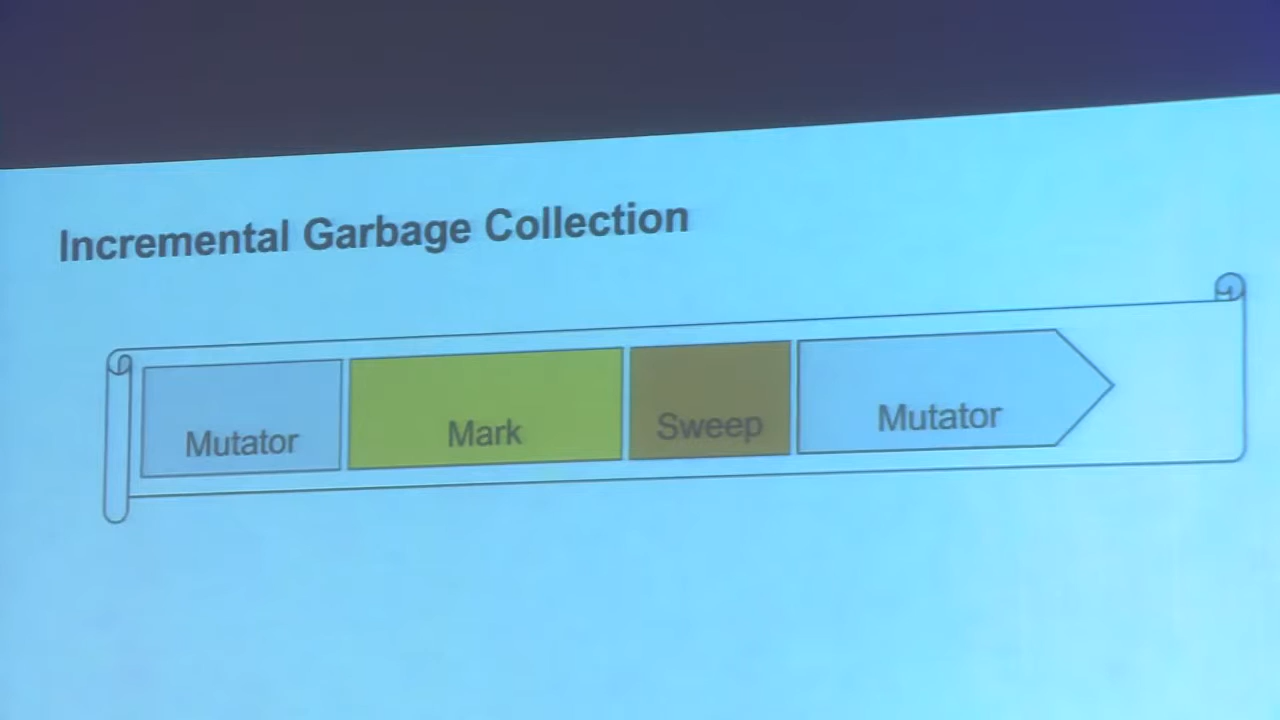 Incremental Garbage Collection
Mutator
Mark
Sweep
Mutator